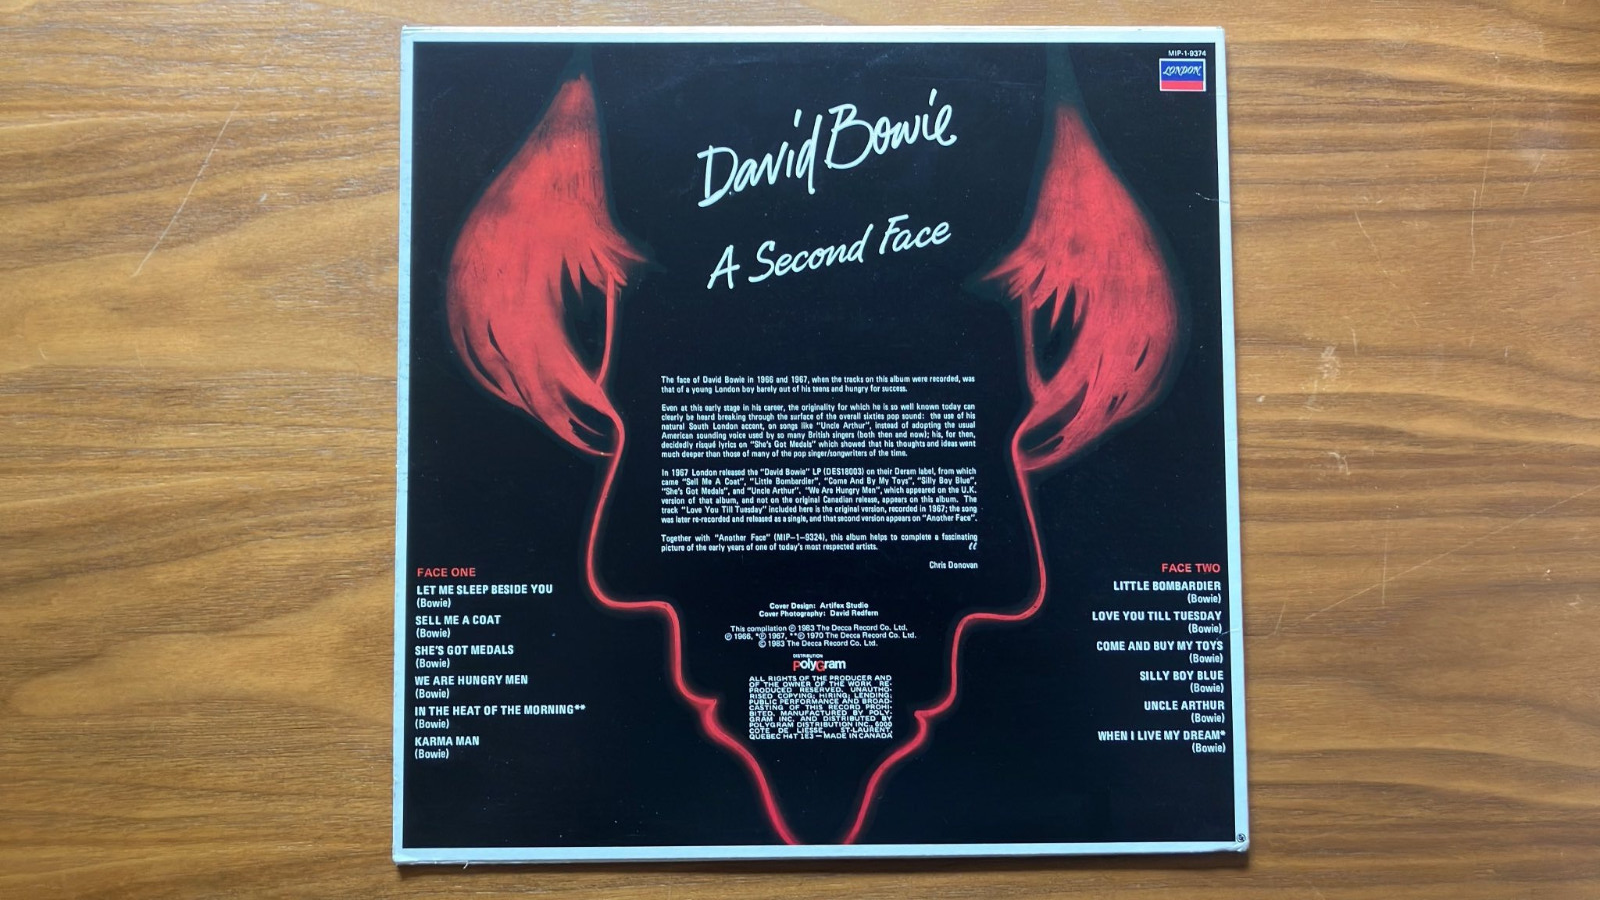 MIP-1-9374
LONDON
David Bowie
A Second Face
The face of David Bowie in 1966 and 1967, when the tracks on this album were recorded, was
that of a young London boy barely out of his teens and hungry for success.
Even at this early stage in his career, the originality for which he is so well known today can
clearly be heard breaking through the surface of the overall sixties pop sound: the use of his
natural South London accent, on songs like "Uncle Arthur", instead of adopting the usual
American sounding voice used by so many British singers (both then and now); his, for then,
decidedly risqué lyrics on "She's Got Medals" which showed that his thoughts and ideas went
much deeper than those of many of the pop singer/songwriters of the time.
In 1967 London released the "David Bowie" LP (DES18003) on their Deram label, from which
came "Sell Me A Coat", "Little Bombardier", "Come And By My Toys", "Silly Boy Blue",
"She's Got Medals", and "Uncle Arthur", "We Are Hungry Men", which appeared on the U.K.
version of that album, and not on the original Canadian release, appears on this album. The
track "Love You Till Tuesday" included here is the original version, recorded in 1967; the song
was later re-recorded and released as a single, and that second version appears on "Another Face".
Together with "Another Face" (MIP–1–9324), this album helps to complete a fascinating
picture of the early years of one of today's most respected artists.
Chris Donovan
FACE ONE
LET ME SLEEP BESIDE YOU
(Bowie)
SELL ME A COAT
(Bowie)
SHE'S GOT MEDALS
(Bowie)
WE ARE HUNGRY MEN
(Bowie)
IN THE HEAT OF THE MORNING**
(Bowie)
KARMA MAN
(Bowie)
Cover Design: Artifex Studio
Cover Photography: David Redfern
This compilation ℗ 1983 The Decca Record Co. Ltd.
℗ 1966, *℗ 1967, **℗ 1970 The Decca Record Co. Ltd.
© 1983 The Decca Record Co. Ltd.
DISTRIBUTION
PolyGram
ALL RIGHTS OF THE PRODUCER AND
OF THE OWNER OF THE WORK RE-
PRODUCED RESERVED. UNAUTHO-
RISED COPYING; HIRING; LENDING;
PUBLIC PERFORMANCE AND BROAD-
CASTING OF THIS RECORD PROHI-
BITED. MANUFACTURED BY POLY-
GRAM INC. AND DISTRIBUTED BY
POLYGRAM DISTRIBUTION INC., 6000
COTE DE LIESSE, ST-LAURENT,
QUEBEC H4T 1E3 — MADE IN CANADA
FACE TWO
LITTLE BOMBARDIER
(Bowie)
LOVE YOU TILL TUESDAY
(Bowie)
COME AND BUY MY TOYS
(Bowie)
SILLY BOY BLUE
(Bowie)
UNCLE ARTHUR
(Bowie)
WHEN I LIVE MY DREAM*
(Bowie)